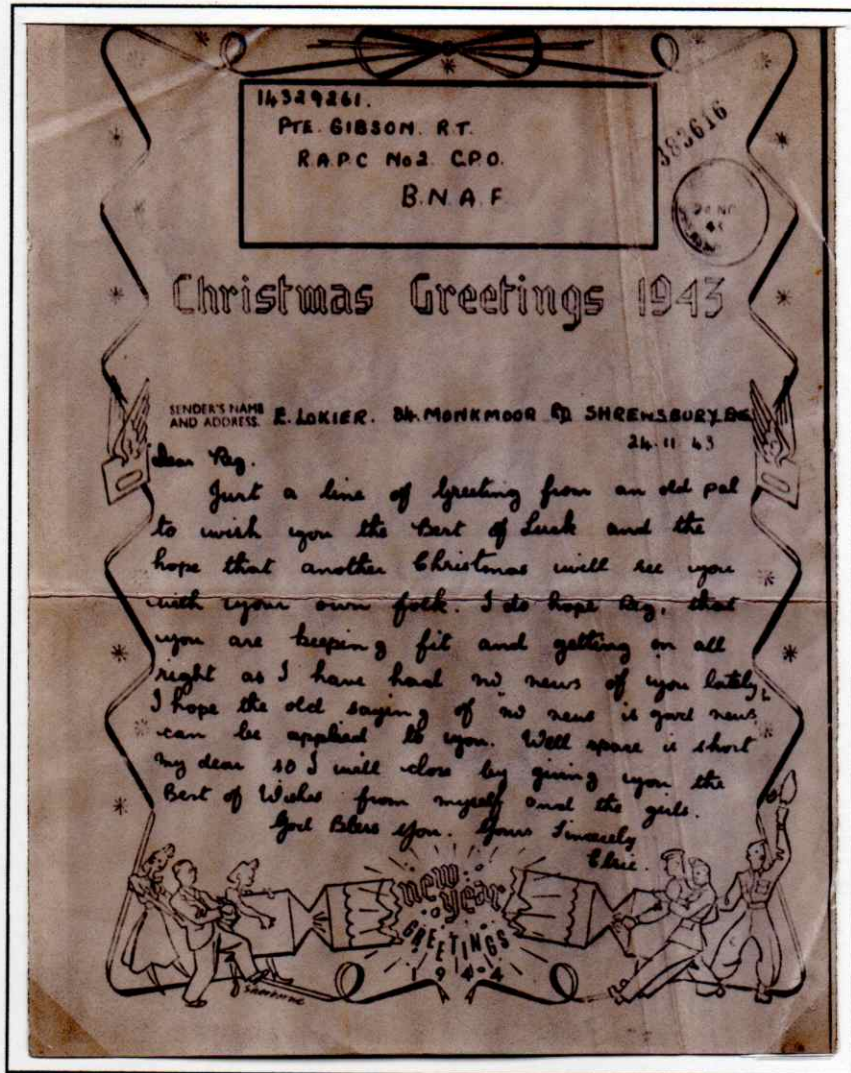 14329261.
PTE. GIBSON. R.T.
R.A.P.C No2. C.P.O.
B.N.A.F
383616
43
Christmas Greetings 1943
SENDER'S NAME
AND ADDRESS. E. LOKIER. 84. MONKMOOR RD SHREWSBURY
24.11.43
Dear Reg.
Just a line of Greeting from an old pal
to wish you the Best of Luck and the
hope that another Christmas will see you
with your own folk. I do hope Reg, that
you are keeping fit and getting on all
right as I have had no news of you lately,
I hope the old saying of "no news is good news
can be applied to you. Well space is short
my dear so I will close by giving you the
Best of Wishes from myself and the girls.
God Bless You. Yours Sincerely
Elsie.
new
year
GREETINGS
1944